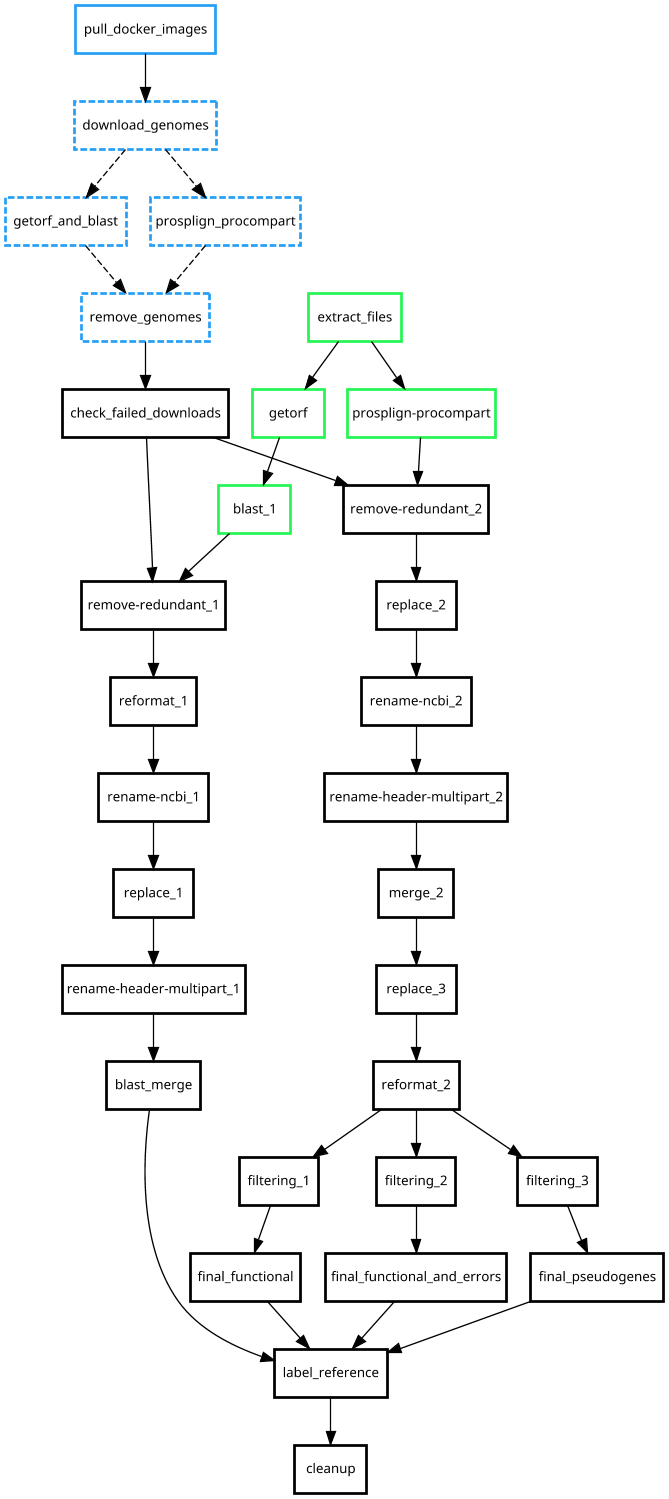 pull_docker_images
download_genomes
getorf_and_blast
prosplign_procompart
remove_genomes
extract_files
check_failed_downloads
getorf
prosplign-procompart
blast_1
remove-redundant_2
remove-redundant_1
replace_2
reformat_1
rename-ncbi_2
rename-ncbi_1
rename-header-multipart_2
replace_1
merge_2
rename-header-multipart_1
replace_3
blast_merge
reformat_2
filtering_1
filtering_2
filtering_3
final_functional
final_functional_and_errors
final_pseudogenes
label_reference
cleanup